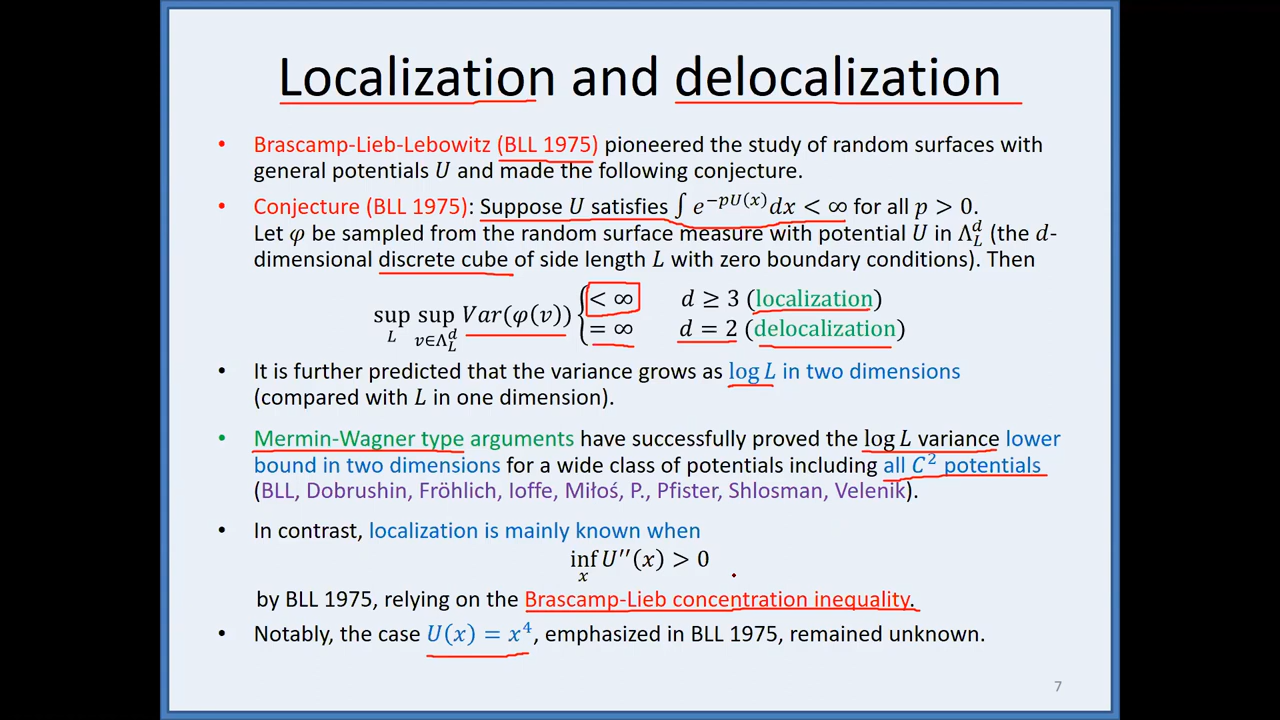 Localization and delocalization
• Brascamp-Lieb-Lebowitz (BLL 1975) pioneered the study of random surfaces with
general potentials U and made the following conjecture.
• Conjecture (BLL 1975): Suppose U satisfies ∫ e^{-pU(x)}dx < ∞ for all p > 0.
Let φ be sampled from the random surface measure with potential U in Λ_L^d (the d-
dimensional discrete cube of side length L with zero boundary conditions). Then
sup_L sup_{v∈Λ_L^d} Var(φ(v)) { < ∞ d ≥ 3 (localization)
= ∞ d = 2 (delocalization)
• It is further predicted that the variance grows as log L in two dimensions
(compared with L in one dimension).
• Mermin-Wagner type arguments have successfully proved the log L variance lower
bound in two dimensions for a wide class of potentials including all C² potentials
(BLL, Dobrushin, Fröhlich, Ioffe, Miłoś, P., Pfister, Shlosman, Velenik).
• In contrast, localization is mainly known when
inf_x U′′(x) > 0
by BLL 1975, relying on the Brascamp-Lieb concentration inequality.
• Notably, the case U(x) = x⁴, emphasized in BLL 1975, remained unknown.
7